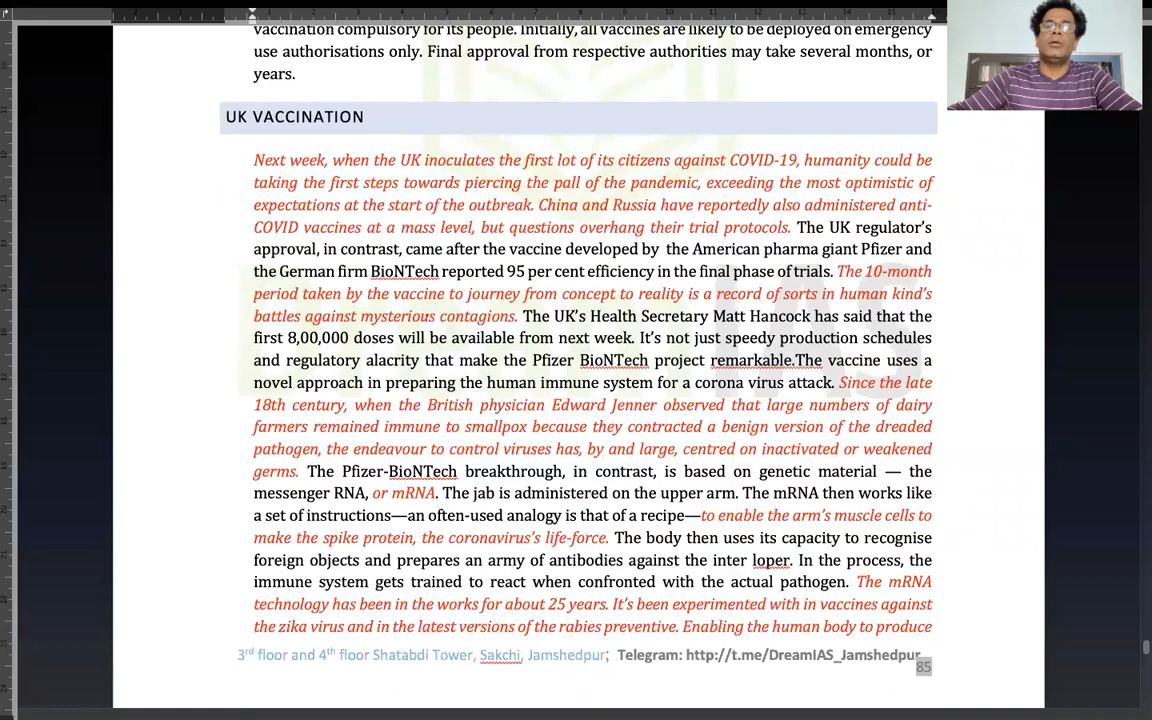 vaccination compulsory for its people. Initially, all vaccines are likely to be deployed on emergency
use authorisations only. Final approval from respective authorities may take several months, or
years.
UK VACCINATION
Next week, when the UK inoculates the first lot of its citizens against COVID-19, humanity could be
taking the first steps towards piercing the pall of the pandemic, exceeding the most optimistic of
expectations at the start of the outbreak. China and Russia have reportedly also administered anti-
COVID vaccines at a mass level, but questions overhang their trial protocols. The UK regulator's
approval, in contrast, came after the vaccine developed by the American pharma giant Pfizer and
the German firm BioNTech reported 95 per cent efficiency in the final phase of trials. The 10-month
period taken by the vaccine to journey from concept to reality is a record of sorts in human kind's
battles against mysterious contagions. The UK's Health Secretary Matt Hancock has said that the
first 8,00,000 doses will be available from next week. It's not just speedy production schedules
and regulatory alacrity that make the Pfizer BioNTech project remarkable.The vaccine uses a
novel approach in preparing the human immune system for a corona virus attack. Since the late
18th century, when the British physician Edward Jenner observed that large numbers of dairy
farmers remained immune to smallpox because they contracted a benign version of the dreaded
pathogen, the endeavour to control viruses has, by and large, centred on inactivated or weakened
germs. The Pfizer-BioNTech breakthrough, in contrast, is based on genetic material — the
messenger RNA, or mRNA. The jab is administered on the upper arm. The mRNA then works like
a set of instructions—an often-used analogy is that of a recipe—to enable the arm's muscle cells to
make the spike protein, the coronavirus's life-force. The body then uses its capacity to recognise
foreign objects and prepares an army of antibodies against the inter loper. In the process, the
immune system gets trained to react when confronted with the actual pathogen. The mRNA
technology has been in the works for about 25 years. It's been experimented with in vaccines against
the zika virus and in the latest versions of the rabies preventive. Enabling the human body to produce
3rd floor and 4th floor Shatabdi Tower, Sakchi, Jamshedpur; Telegram: http://t.me/DreamIAS_Jamshedpur
85